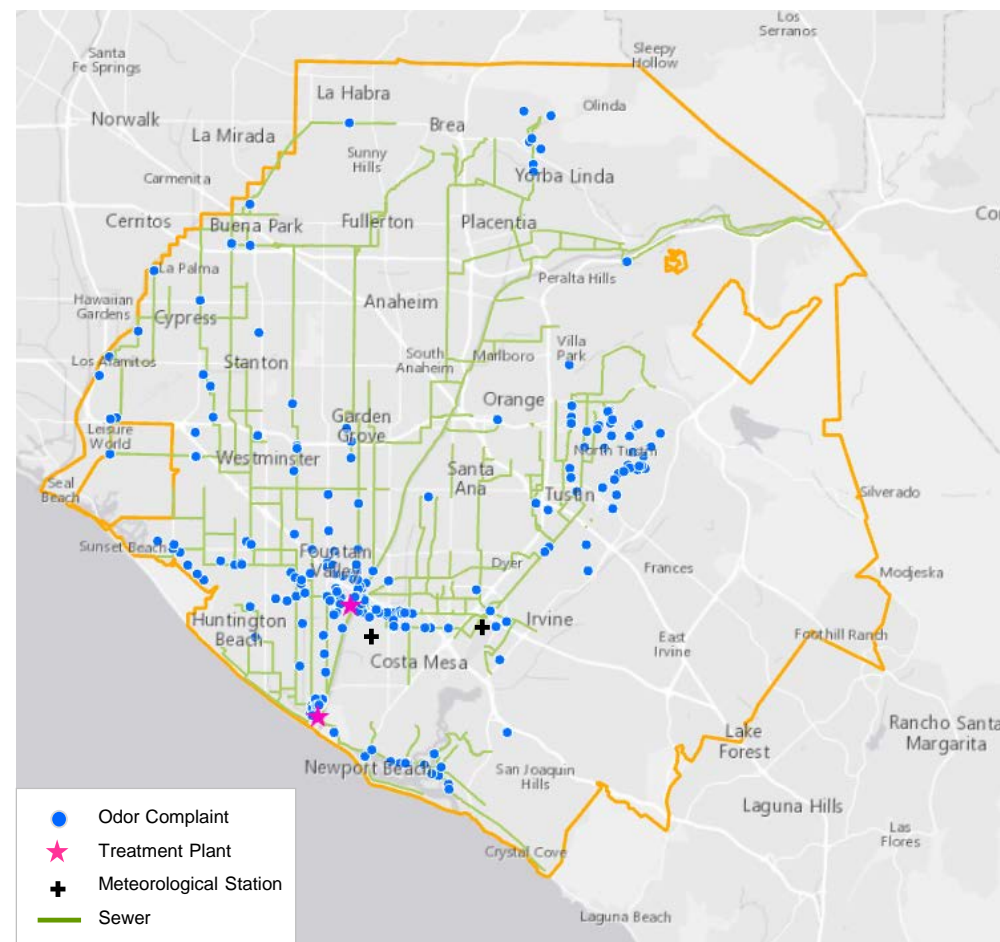 Los
Serranos
Santa
Fe Springs
Sleepy
Hollow
La Habra
Olinda
Norwalk
La Mirada
Brea
Sunny
Hills
Carmenita
Yorba Linda
Cerritos
Buena Park
Fullerton
Placentia
Co
La Palma
Peralta Hills
Hawaiian
Gardens
Cypress
Anaheim
Los Alamitos
Stanton
South
Anaheim
Marlboro
Villa
Park
Orange
Garden
Grove
Leisure
World
Westminster
North Tustin
Santa
Ana
Tustin
Seal
Beach
Silverado
Sunset Beach
Fountain
Valley
Dyer
Frances
Modjeska
Huntington
Beach
Irvine
East
Irvine
Foothill Ranch
Costa Mesa
Lake
Forest
Rancho Santa
Margarita
Newport Beach
San Joaquin
Hills
Laguna Hills
Las
Flores
Crystal Cove
Laguna Beach
Odor Complaint
Treatment Plant
Meteorological Station
Sewer